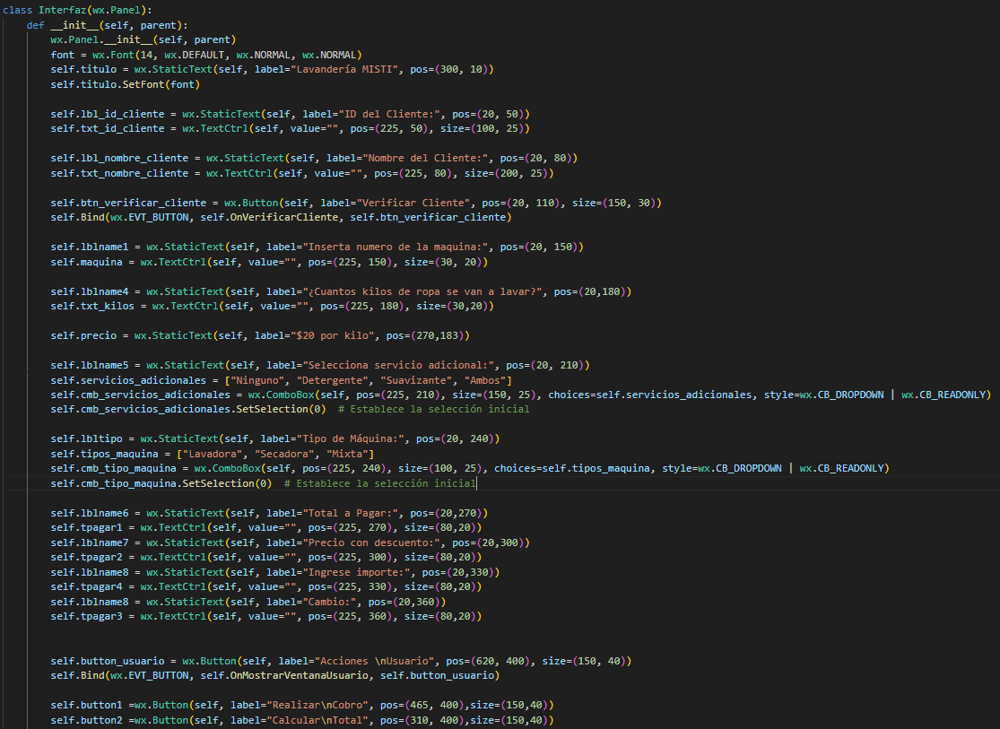 class Interfaz(wx.Panel):
    def __init__(self, parent):
        wx.Panel.__init__(self, parent)
        font = wx.Font(14, wx.DEFAULT, wx.NORMAL, wx.NORMAL)
        self.titulo = wx.StaticText(self, label="Lavandería MISTI", pos=(300, 10))
        self.titulo.SetFont(font)

        self.lbl_id_cliente = wx.StaticText(self, label="ID del Cliente:", pos=(20, 50))
        self.txt_id_cliente = wx.TextCtrl(self, value="", pos=(225, 50), size=(100, 25))

        self.lbl_nombre_cliente = wx.StaticText(self, label="Nombre del Cliente:", pos=(20, 80))
        self.txt_nombre_cliente = wx.TextCtrl(self, value="", pos=(225, 80), size=(200, 25))

        self.btn_verificar_cliente = wx.Button(self, label="Verificar Cliente", pos=(20, 110), size=(150, 30))
        self.Bind(wx.EVT_BUTTON, self.OnVerificarCliente, self.btn_verificar_cliente)

        self.lblname1 = wx.StaticText(self, label="Inserta numero de la maquina:", pos=(20, 150))
        self.maquina = wx.TextCtrl(self, value="", pos=(225, 150), size=(30, 20))

        self.lblname4 = wx.StaticText(self, label="¿Cuantos kilos de ropa se van a lavar?", pos=(20,180))
        self.txt_kilos = wx.TextCtrl(self, value="", pos=(225, 180), size=(30,20))

        self.precio = wx.StaticText(self, label="$20 por kilo", pos=(270,183))

        self.lblname5 = wx.StaticText(self, label="Selecciona servicio adicional:", pos=(20, 210))
        self.servicios_adicionales = ["Ninguno", "Detergente", "Suavizante", "Ambos"]
        self.cmb_servicios_adicionales = wx.ComboBox(self, pos=(225, 210), size=(150, 25), choices=self.servicios_adicionales, style=wx.CB_DROPDOWN | wx.CB_READONLY)
        self.cmb_servicios_adicionales.SetSelection(0)  # Establece la selección inicial

        self.lbltipo = wx.StaticText(self, label="Tipo de Máquina:", pos=(20, 240))
        self.tipos_maquina = ["Lavadora", "Secadora", "Mixta"]
        self.cmb_tipo_maquina = wx.ComboBox(self, pos=(225, 240), size=(100, 25), choices=self.tipos_maquina, style=wx.CB_DROPDOWN | wx.CB_READONLY)
        self.cmb_tipo_maquina.SetSelection(0)  # Establece la selección inicial

        self.lblname6 = wx.StaticText(self, label="Total a Pagar:", pos=(20,270))
        self.tpagar1 = wx.TextCtrl(self, value="", pos=(225, 270), size=(80,20))
        self.lblname7 = wx.StaticText(self, label="Precio con descuento:", pos=(20,300))
        self.tpagar2 = wx.TextCtrl(self, value="", pos=(225, 300), size=(80,20))
        self.lblname8 = wx.StaticText(self, label="Ingrese importe:", pos=(20,330))
        self.tpagar4 = wx.TextCtrl(self, value="", pos=(225, 330), size=(80,20))
        self.lblname8 = wx.StaticText(self, label="Cambio:", pos=(20,360))
        self.tpagar3 = wx.TextCtrl(self, value="", pos=(225, 360), size=(80,20))


        self.button_usuario = wx.Button(self, label="Acciones \nUsuario", pos=(620, 400), size=(150, 40))
        self.Bind(wx.EVT_BUTTON, self.OnMostrarVentanaUsuario, self.button_usuario)

        self.button1 =wx.Button(self, label="Realizar\nCobro", pos=(465, 400),size=(150,40))
        self.button2 =wx.Button(self, label="Calcular\nTotal", pos=(310, 400),size=(150,40))